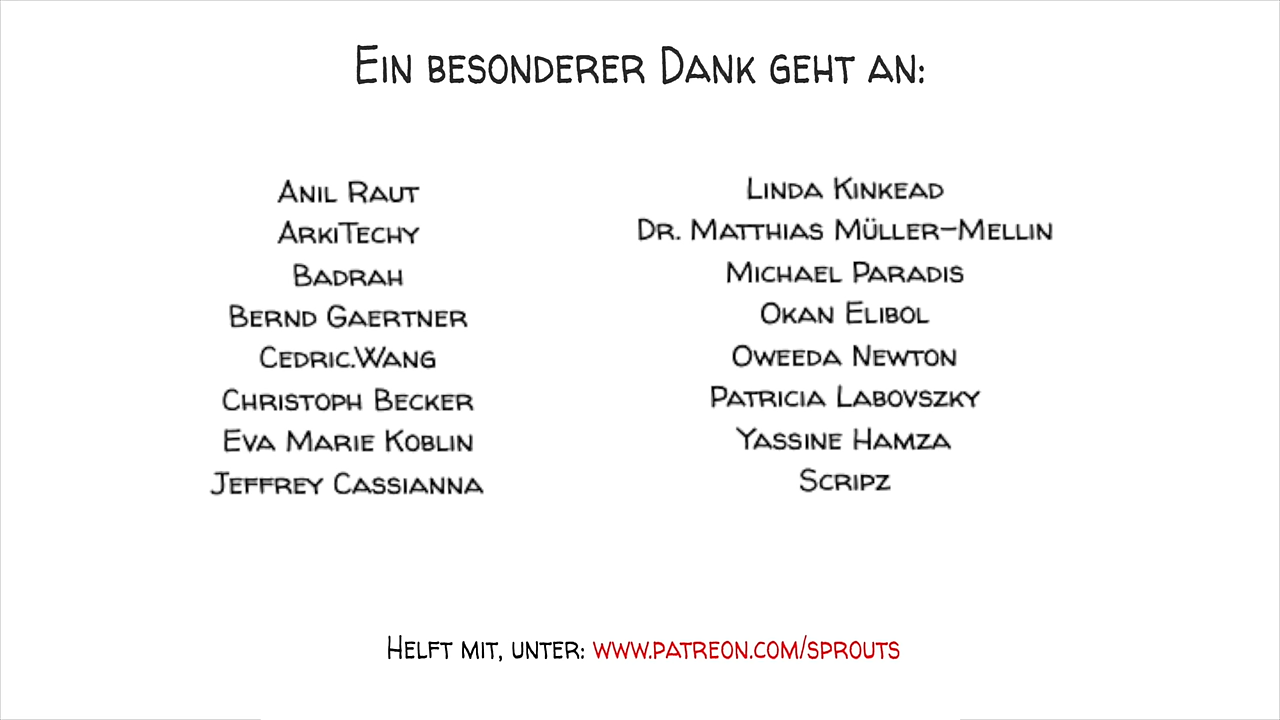 Ein besonderer Dank geht an:
Anil Raut
ArkiTechy
Badrah
Bernd Gaertner
Cedric.Wang
Christoph Becker
Eva Marie Koblin
Jeffrey Cassianna
Linda Kinkead
Dr. Matthias Müller-Mellin
Michael Paradis
Okan Elibol
Oweeda Newton
Patricia Labovszky
Yassine Hamza
Scripz
Helft mit, unter: www.patreon.com/sprouts